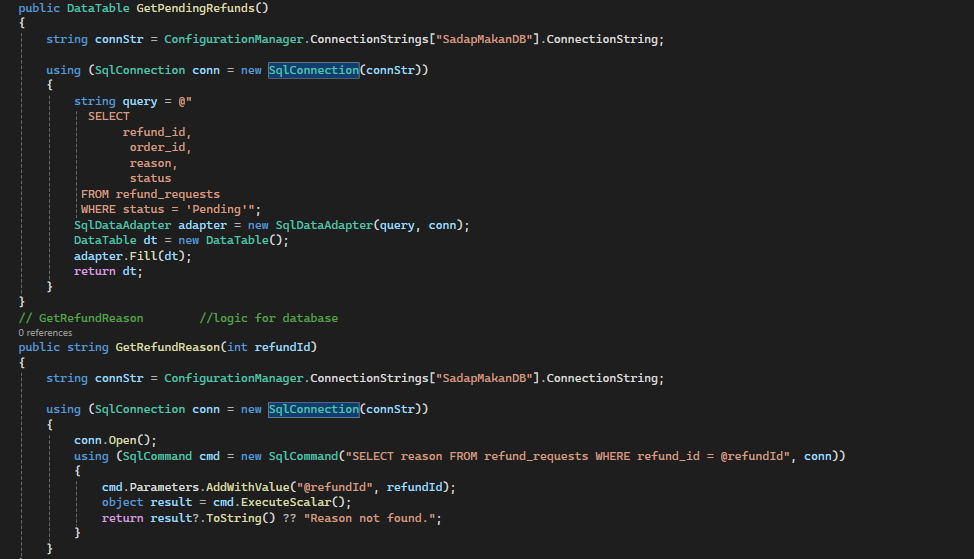 public DataTable GetPendingRefunds()
{
string connStr = ConfigurationManager.ConnectionStrings["SadapMakanDB"].ConnectionString;
using (SqlConnection conn = new SqlConnection(connStr))
{
string query = @"
SELECT
refund_id,
order_id,
reason,
status
FROM refund_requests
WHERE status = 'Pending'";
SqlDataAdapter adapter = new SqlDataAdapter(query, conn);
DataTable dt = new DataTable();
adapter.Fill(dt);
return dt;
}
}
// GetRefundReason        //logic for database
0 references
public string GetRefundReason(int refundId)
{
string connStr = ConfigurationManager.ConnectionStrings["SadapMakanDB"].ConnectionString;
using (SqlConnection conn = new SqlConnection(connStr))
{
conn.Open();
using (SqlCommand cmd = new SqlCommand("SELECT reason FROM refund_requests WHERE refund_id = @refundId", conn))
{
cmd.Parameters.AddWithValue("@refundId", refundId);
object result = cmd.ExecuteScalar();
return result?.ToString() ?? "Reason not found.";
}
}